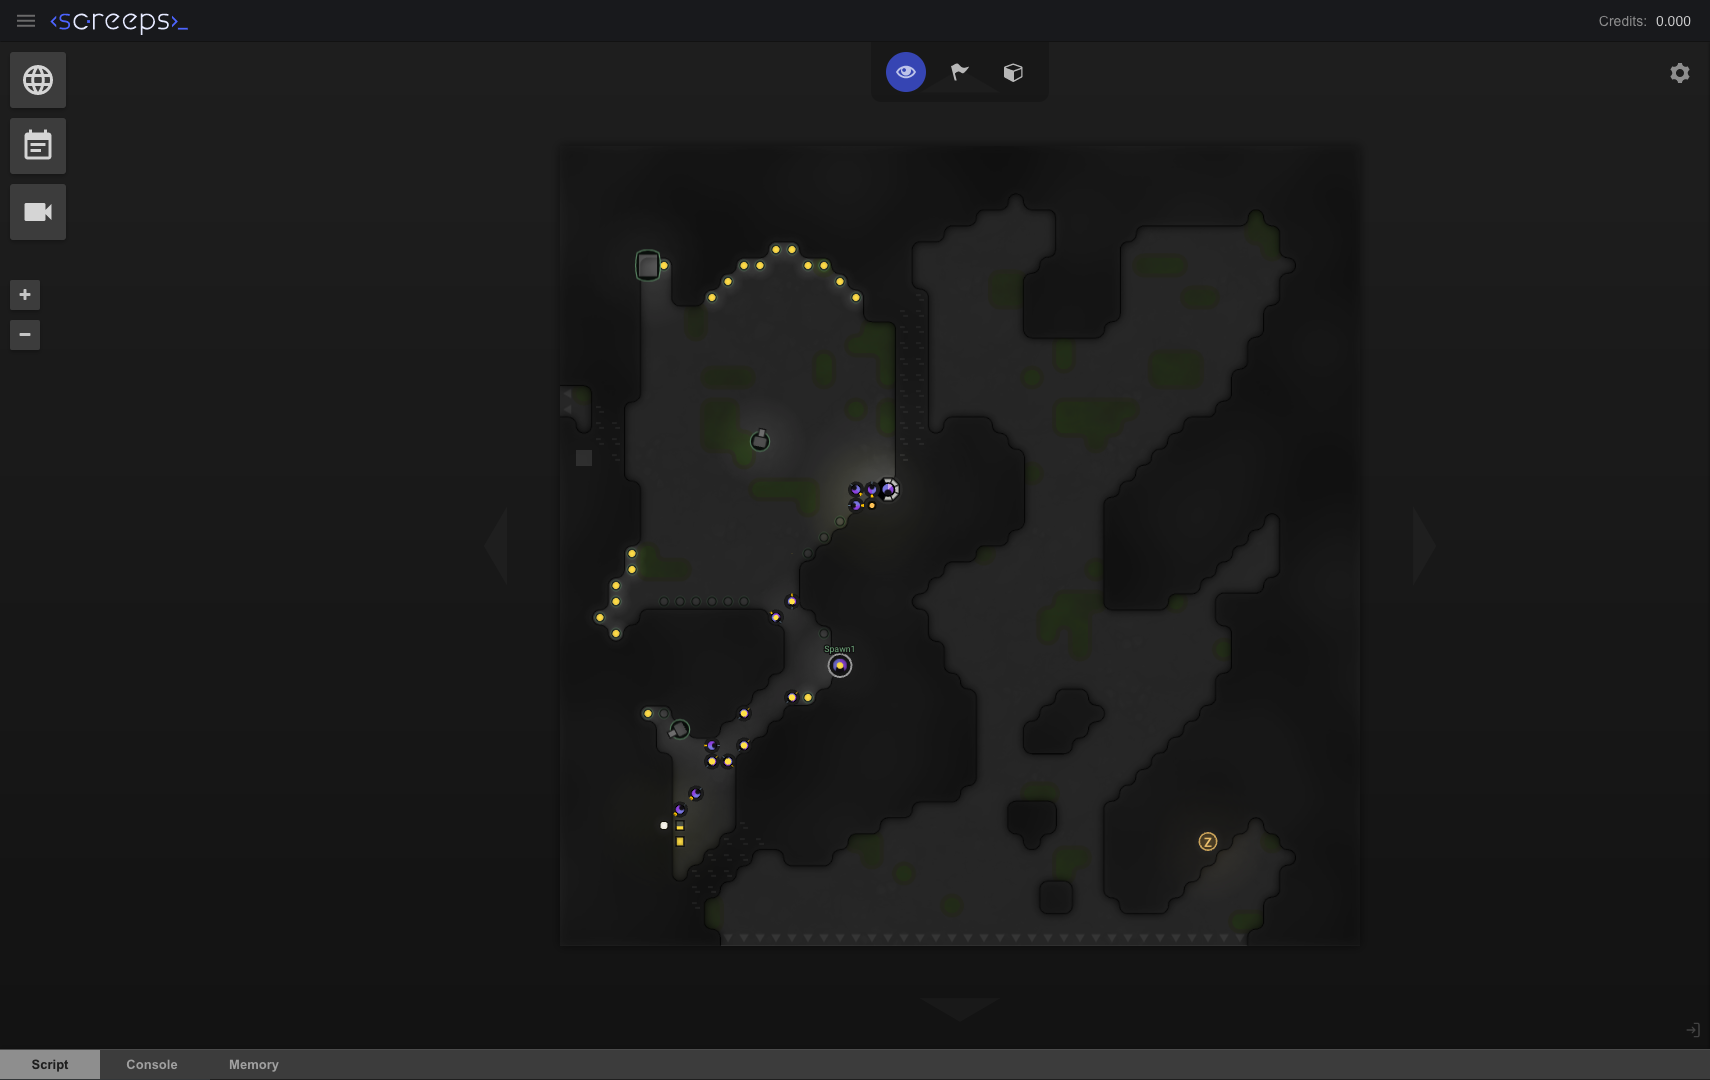 <screeps>_
Credits: 0.000
Spawn1
Z
Script
Console
Memory